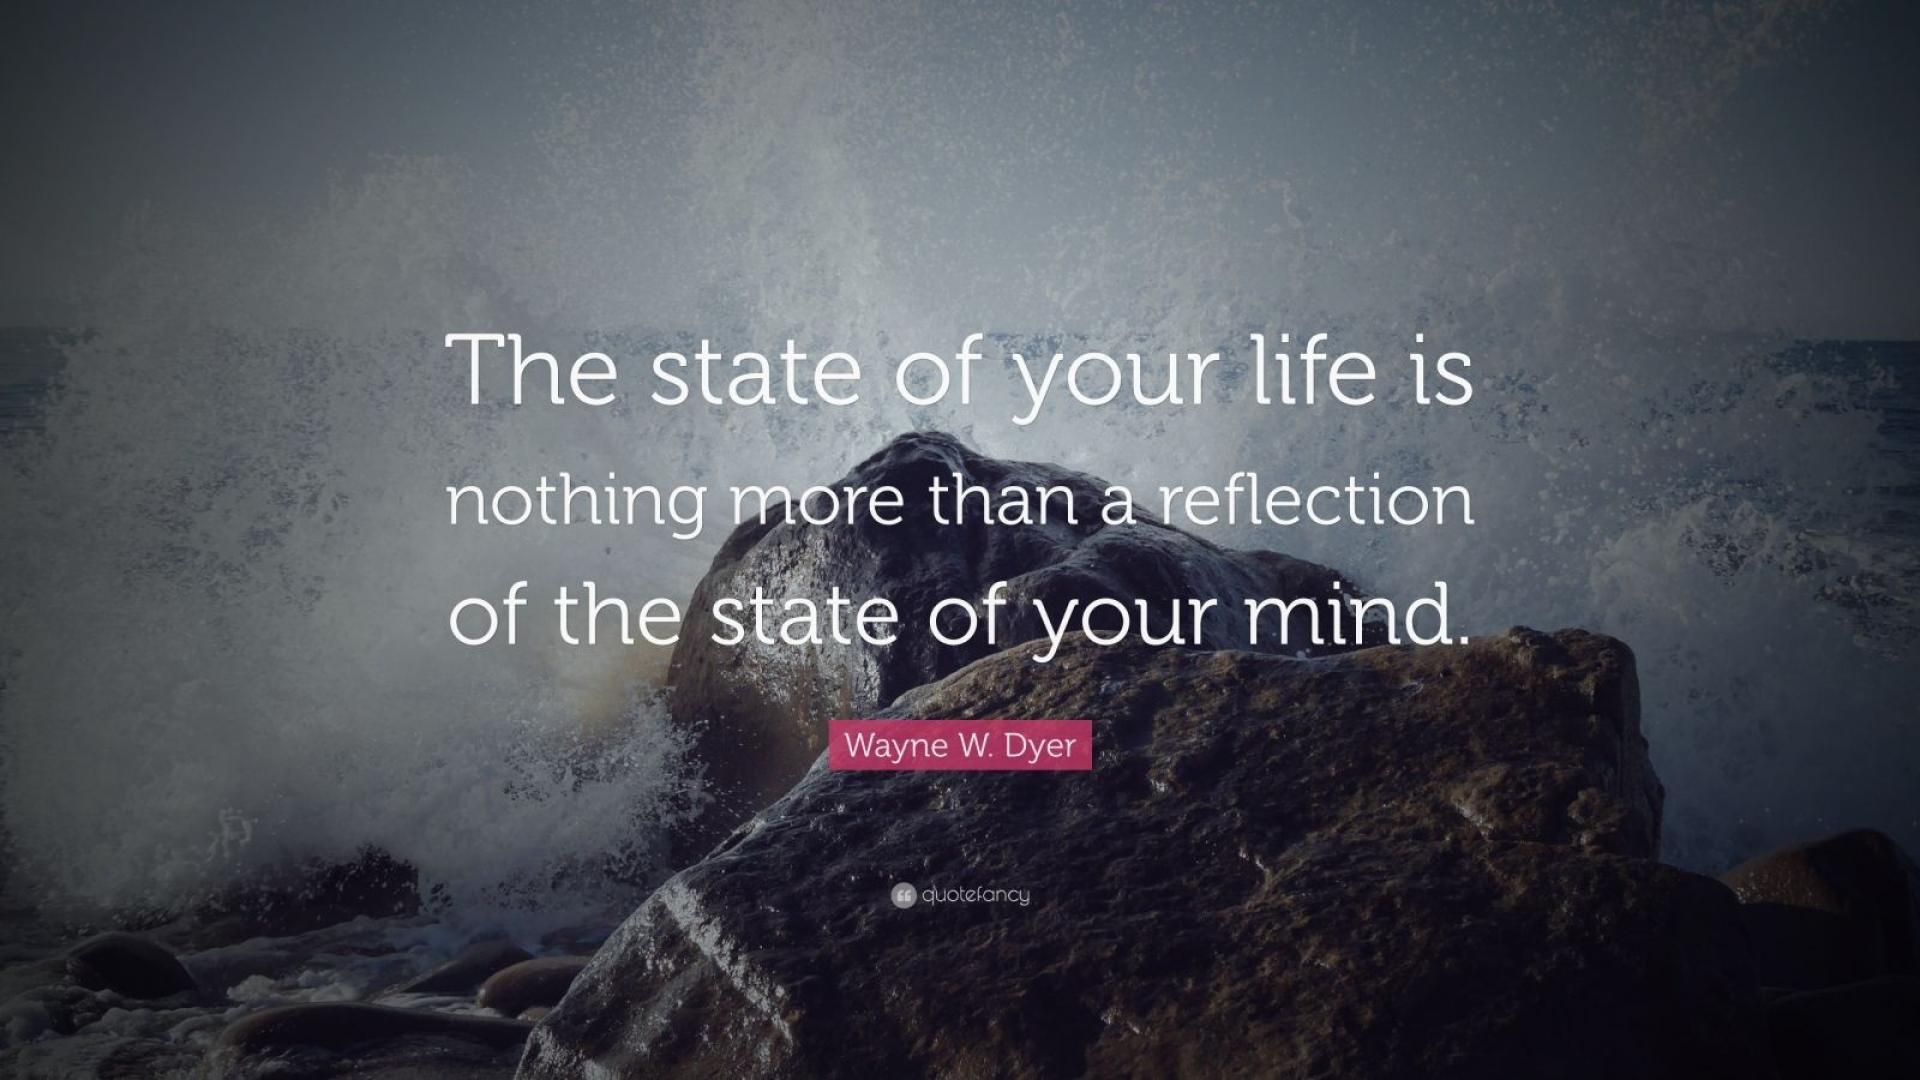 The state of your life is
nothing more than a reflection
of the state of your mind.
Wayne W. Dyer
quotefancy